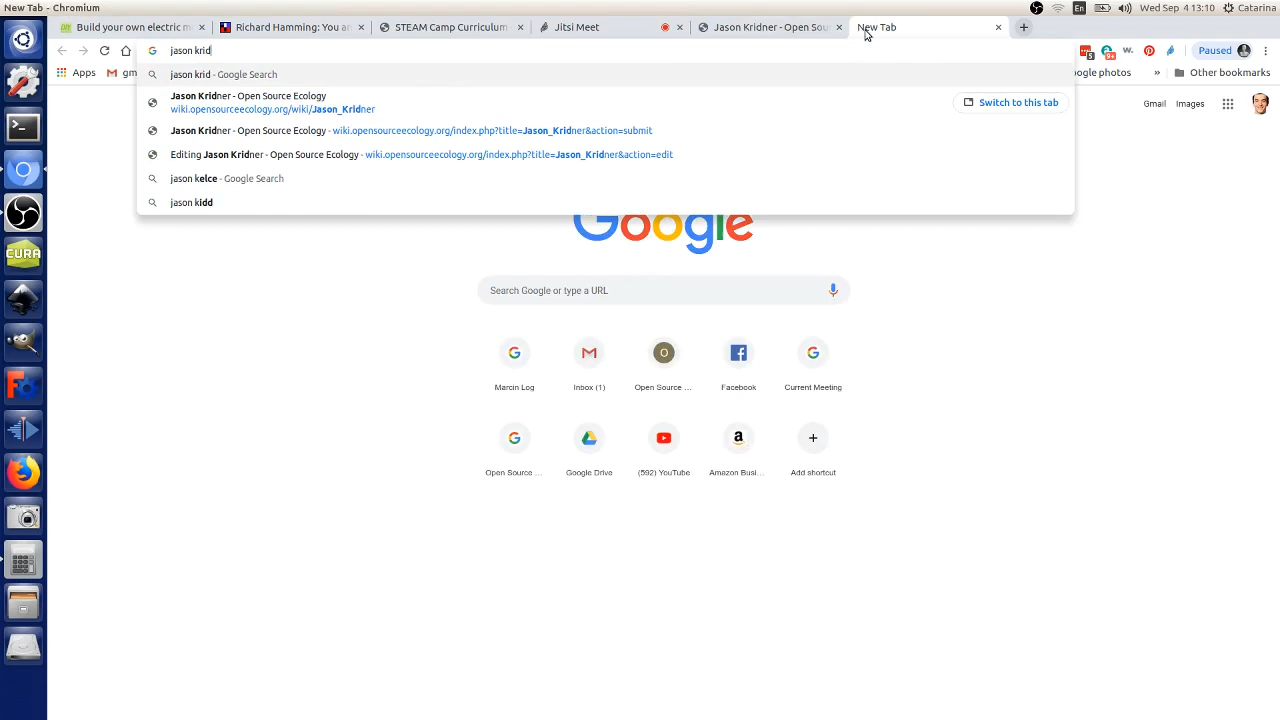 New Tab - Chromium
En
Wed Sep 4 13:10
Catarina
Build your own electric m
Richard Hamming: You an
STEAM Camp Curriculum
Jitsi Meet
Jason Kridner - Open Sou
New Tab
jason krid
5
9+
W.
Paused
Apps
gm
oogle photos
»
Other bookmarks
jason krid - Google Search
Jason Kridner - Open Source Ecology
wiki.opensourceecology.org/wiki/Jason_Kridner
Switch to this tab
Jason Kridner - Open Source Ecology - wiki.opensourceecology.org/index.php?title=Jason_Kridner&action=submit
Editing Jason Kridner - Open Source Ecology - wiki.opensourceecology.org/index.php?title=Jason_Kridner&action=edit
jason kelce - Google Search
jason kidd
Gmail
Images
Google
Search Google or type a URL
Marcin Log
Inbox (1)
O
Open Source ...
Facebook
Current Meeting
Open Source ...
Google Drive
(592) YouTube
a
Amazon Busi...
Add shortcut
CURA